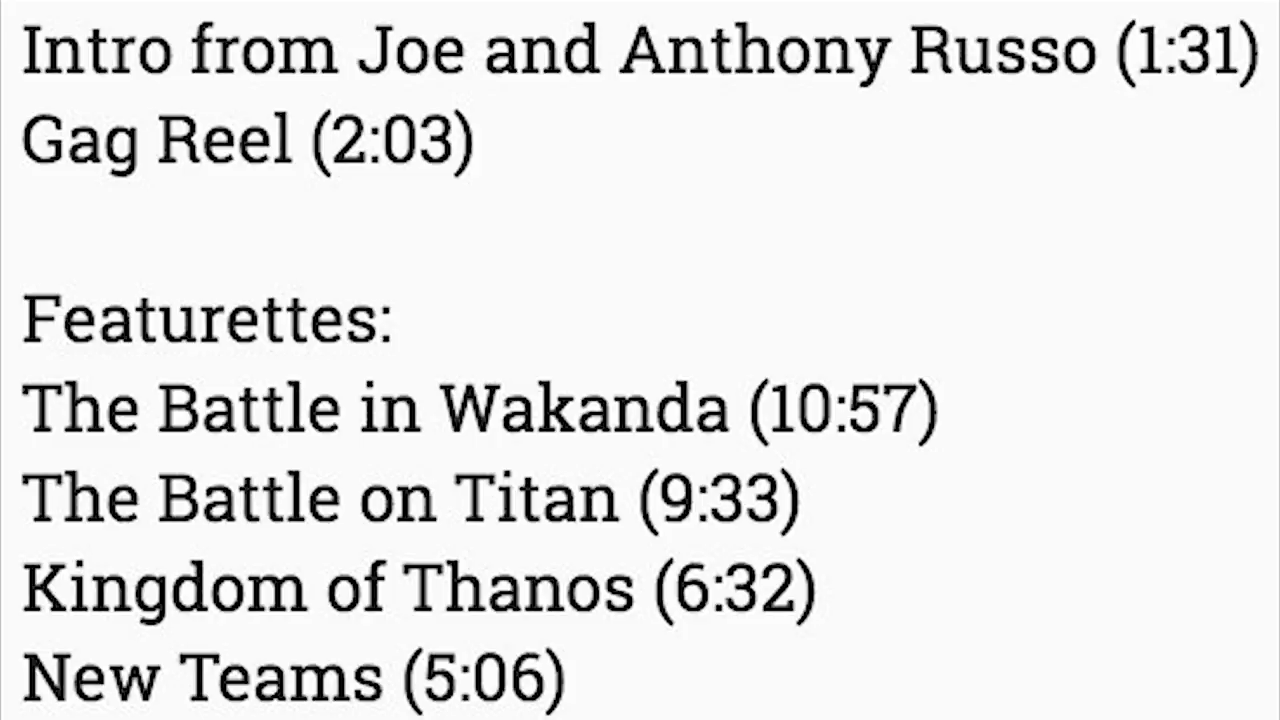 Intro from Joe and Anthony Russo (1:31)
Gag Reel (2:03)
Featurettes:
The Battle in Wakanda (10:57)
The Battle on Titan (9:33)
Kingdom of Thanos (6:32)
New Teams (5:06)